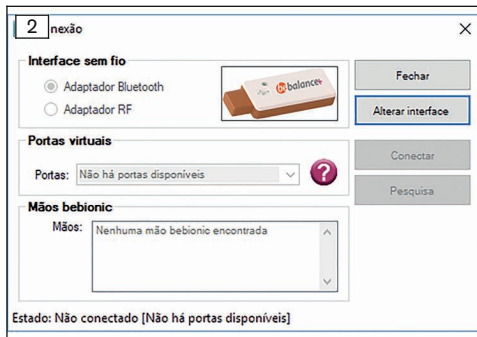 2
nexão
Interface sem fio
Adaptador Bluetooth
Adaptador RF
balance+
Fechar
Alterar interface
Portas virtuais
Portas:
Não há portas disponíveis
?
Conectar
Pesquisa
Mãos bebionic
Mãos:
Nenhuma mão bebionic encontrada
Estado: Não conectado [Não há portas disponíveis]